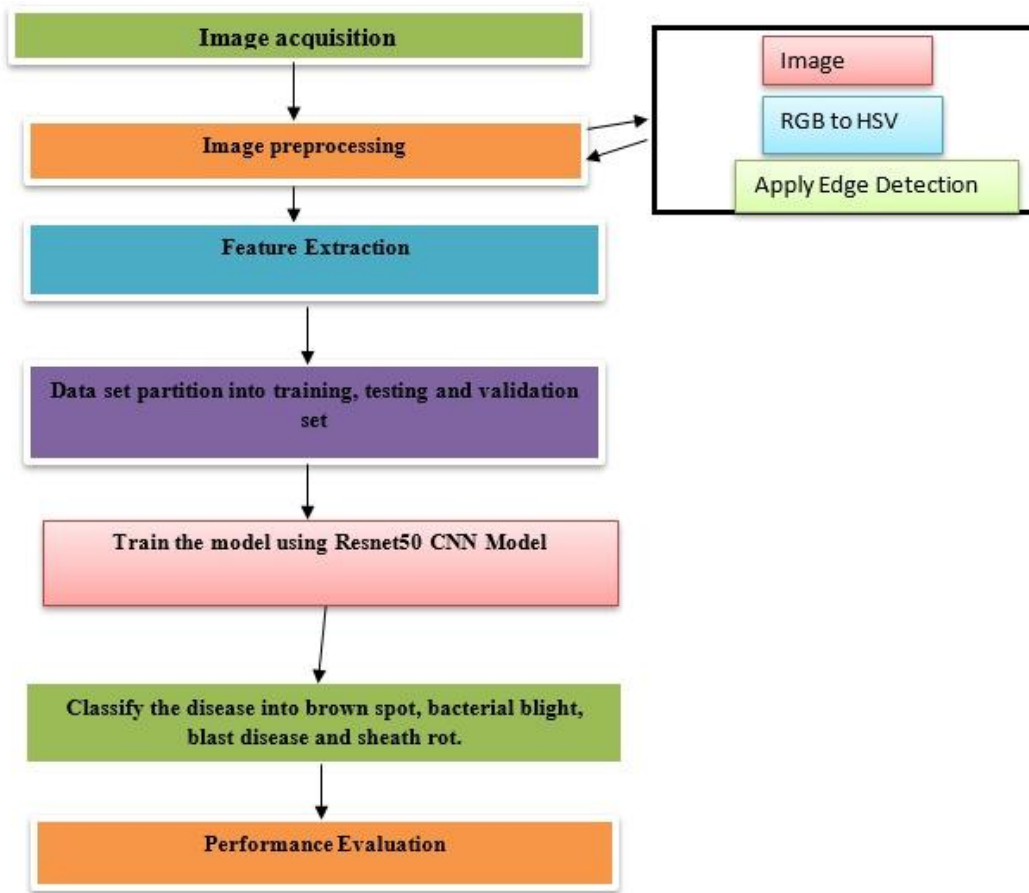 Image acquisition
Image preprocessing
Image
RGB to HSV
Apply Edge Detection
Feature Extraction
Data set partition into training, testing and validation
set
Train the model using Resnet50 CNN Model
Classify the disease into brown spot, bacterial blight,
blast disease and sheath rot.
Performance Evaluation